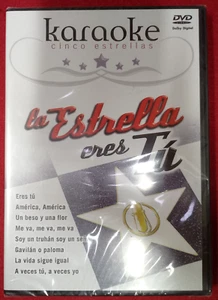 karaoke
cinco estrellas
DVD
Dolby Digital
la Estrella
eres Tú
Eres tú
América, América
Un beso y una flor
Me va, me va, me va
Soy un truhán soy un se
Gavilán o paloma
La vida sigue igual
A veces tú, a veces yo